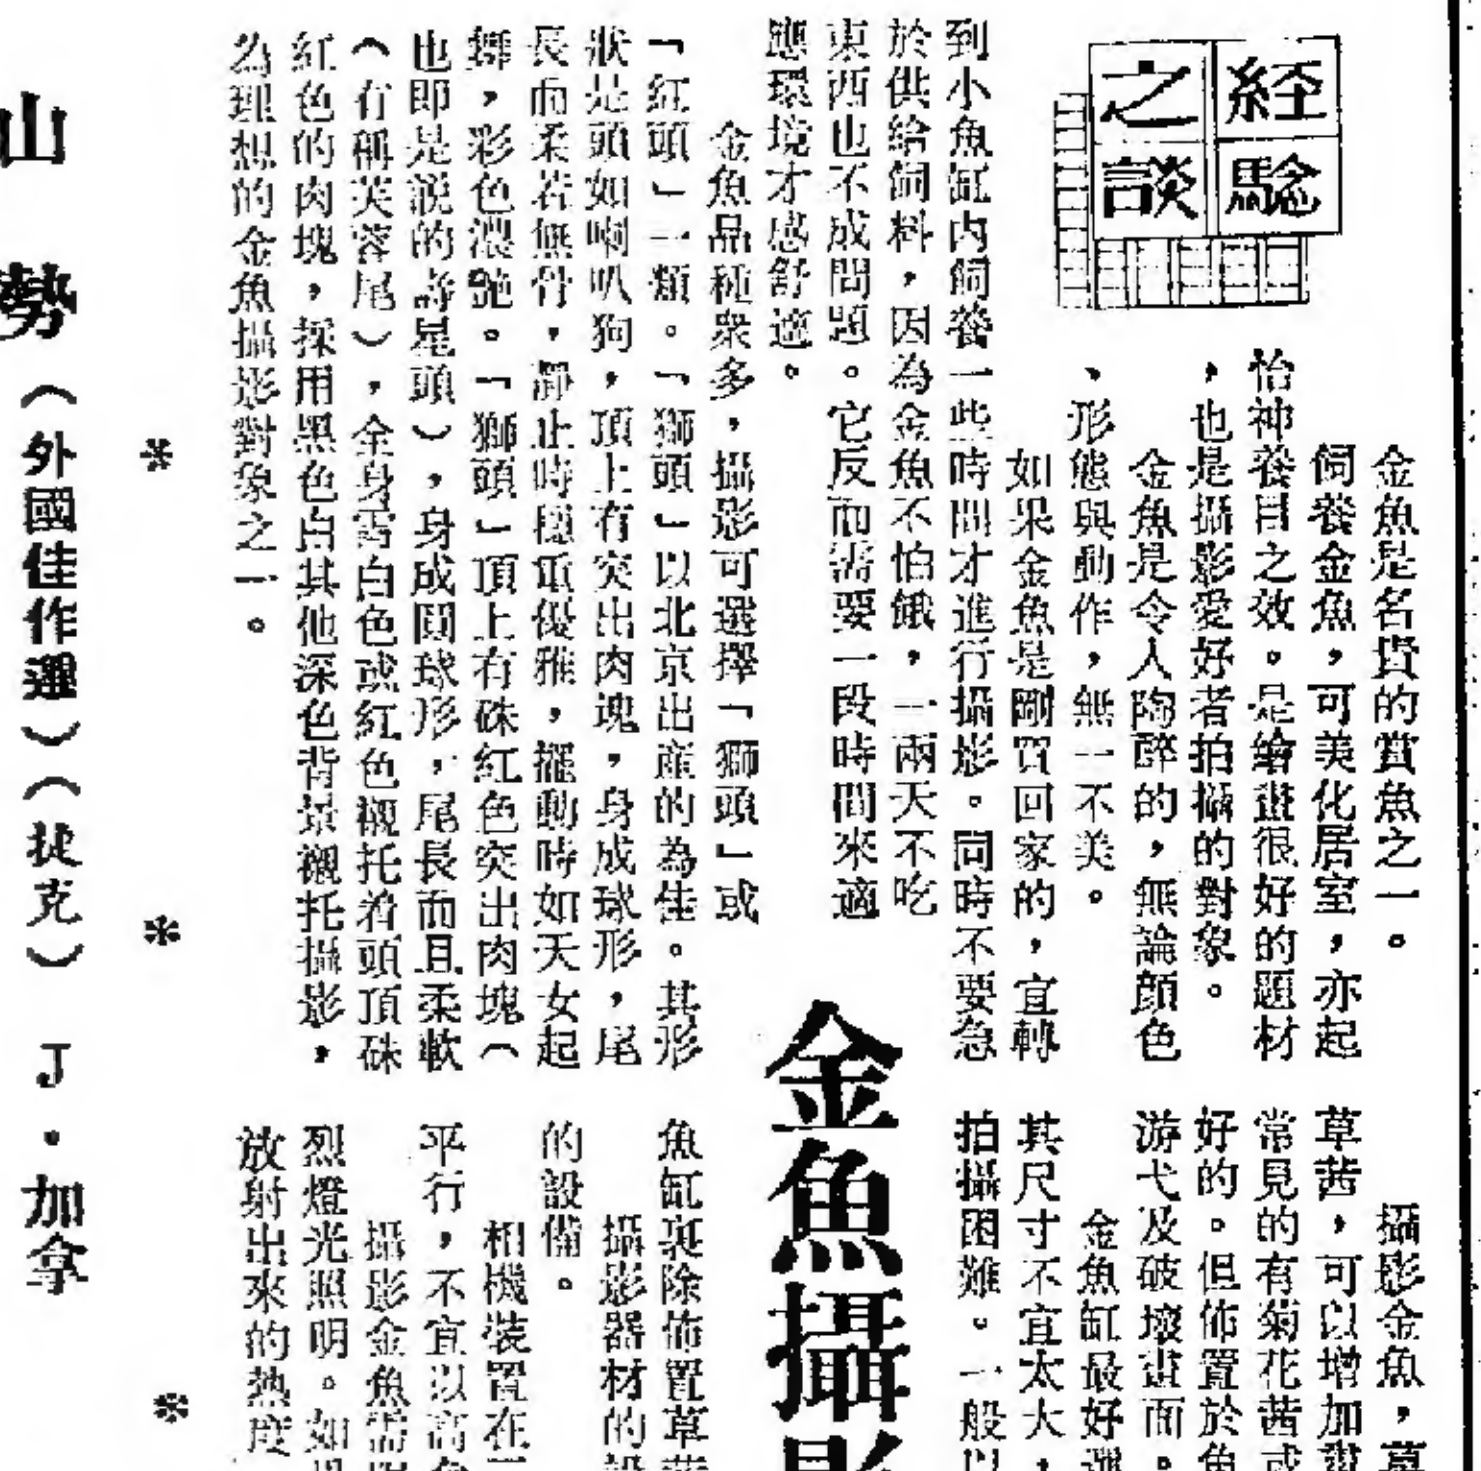 經驗
之談
金魚是名貴的賞魚之一。
飼養金魚，可美化居室，亦起
怡神養目之效。是繪畫很好的題材
，也是攝影愛好者拍攝的對象。
金魚是令人陶醉的，無論顏色
、形態與動作，無一不美。
如果金魚是剛買回家的，宜轉
到小魚缸內飼養一些時間才進行攝影。同時不要急
於供給飼料，因為金魚不怕餓，一兩天不吃
東西也不成問題。它反而需要一段時間來適
應環境才感舒適。
金魚品種衆多，攝影可選擇「獅頭」或
「紅頭」一類。「獅頭」以北京出產的為佳。其形
狀是頭如喇叭狗，頂上有突出肉塊，身成球形，尾
長而柔若無骨，靜止時穩重優雅，擺動時如天女起
舞，彩色濃艷。「獅頭」頂上有硃紅色突出肉塊（
也即是説的壽星頭），身成圓球形，尾長而且柔軟
（有稱芙蓉尾），全身雪白色或紅色襯托着頭頂硃
紅色的肉塊，採用黑色白其他深色背景襯托攝影，
為理想的金魚攝影對象之一。
金魚攝影
攝影金魚，草
草茜，可以增加畫
常見的有菊花茜或
好的。但佈置於魚
游弋及破壞畫面。
金魚缸最好選
其尺寸不宜太大，
拍攝困難。一般以
魚缸裏除佈置草茜
攝影器材的設
的設備。
相機裝置在
平行，不宜以高角
攝影金魚需
烈燈光照明。如
放射出來的熱度
* * *
山 勢（外國佳作選）（捷克） J・加拿